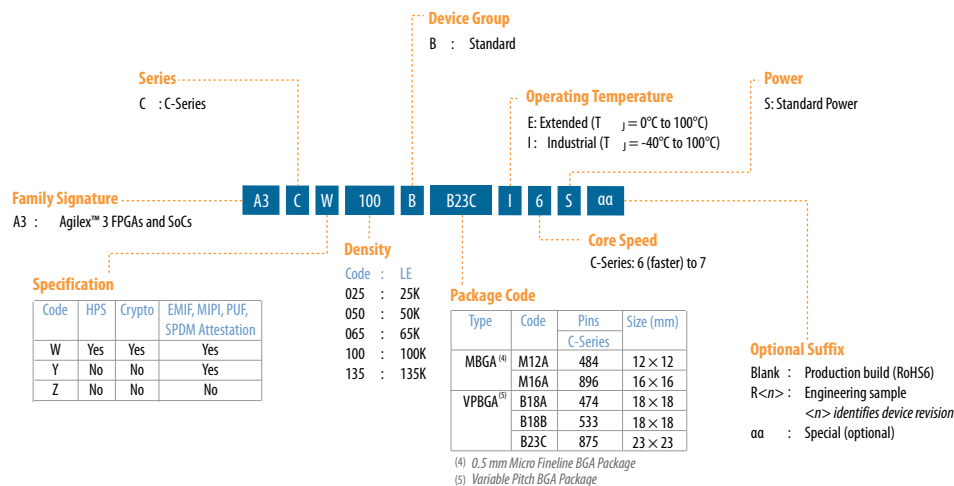 Device Group
B : Standard
Series
C : C-Series
Operating Temperature
E: Extended (T J = 0°C to 100°C)
I : Industrial (T J = -40°C to 100°C)
Power
S: Standard Power
Family Signature
A3 : Agilex™ 3 FPGAs and SoCs
A3 C W 100 B B23C I 6 S αα
Specification
Code HPS Crypto EMIF, MIPI, PUF,
SPDM Attestation
W Yes Yes Yes
Y No No Yes
Z No No No
Density
Code : LE
025 : 25K
050 : 50K
065 : 65K
100 : 100K
135 : 135K
Core Speed
C-Series: 6 (faster) to 7
Package Code
Type Code Pins Size (mm)
C-Series
MBGA (4) M12A 484 12 × 12
M16A 896 16 × 16
VPBGA (5) B18A 474 18 × 18
B18B 533 18 × 18
B23C 875 23 × 23
(4) 0.5 mm Micro Fineline BGA Package
(5) Variable Pitch BGA Package
Optional Suffix
Blank : Production build (RoHS6)
R<n> : Engineering sample
<n> identifies device revision
αα : Special (optional)